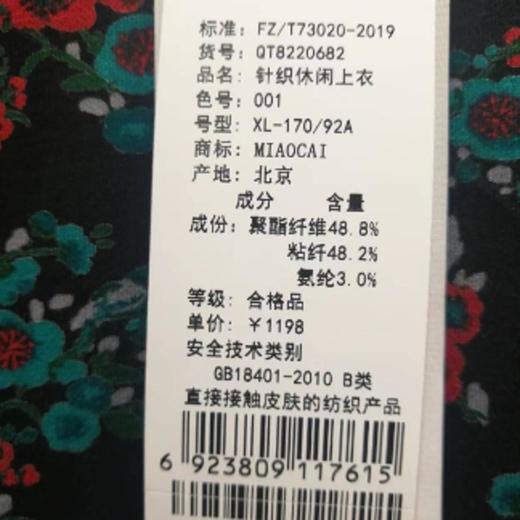 标准: FZ/T73020-2019
货号: QT8220682
品名: 针织休闲上衣
色号: 001
号型: XL-170/92A
商标: MIAOCAI
产地: 北京
成分 含量
成份: 聚酯纤维48.8%
粘纤48.2%
氨纶3.0%
等级: 合格品
单价: ¥1198
安全技术类别
GB18401-2010 B类
直接接触皮肤的纺织产品
6 923809 117615